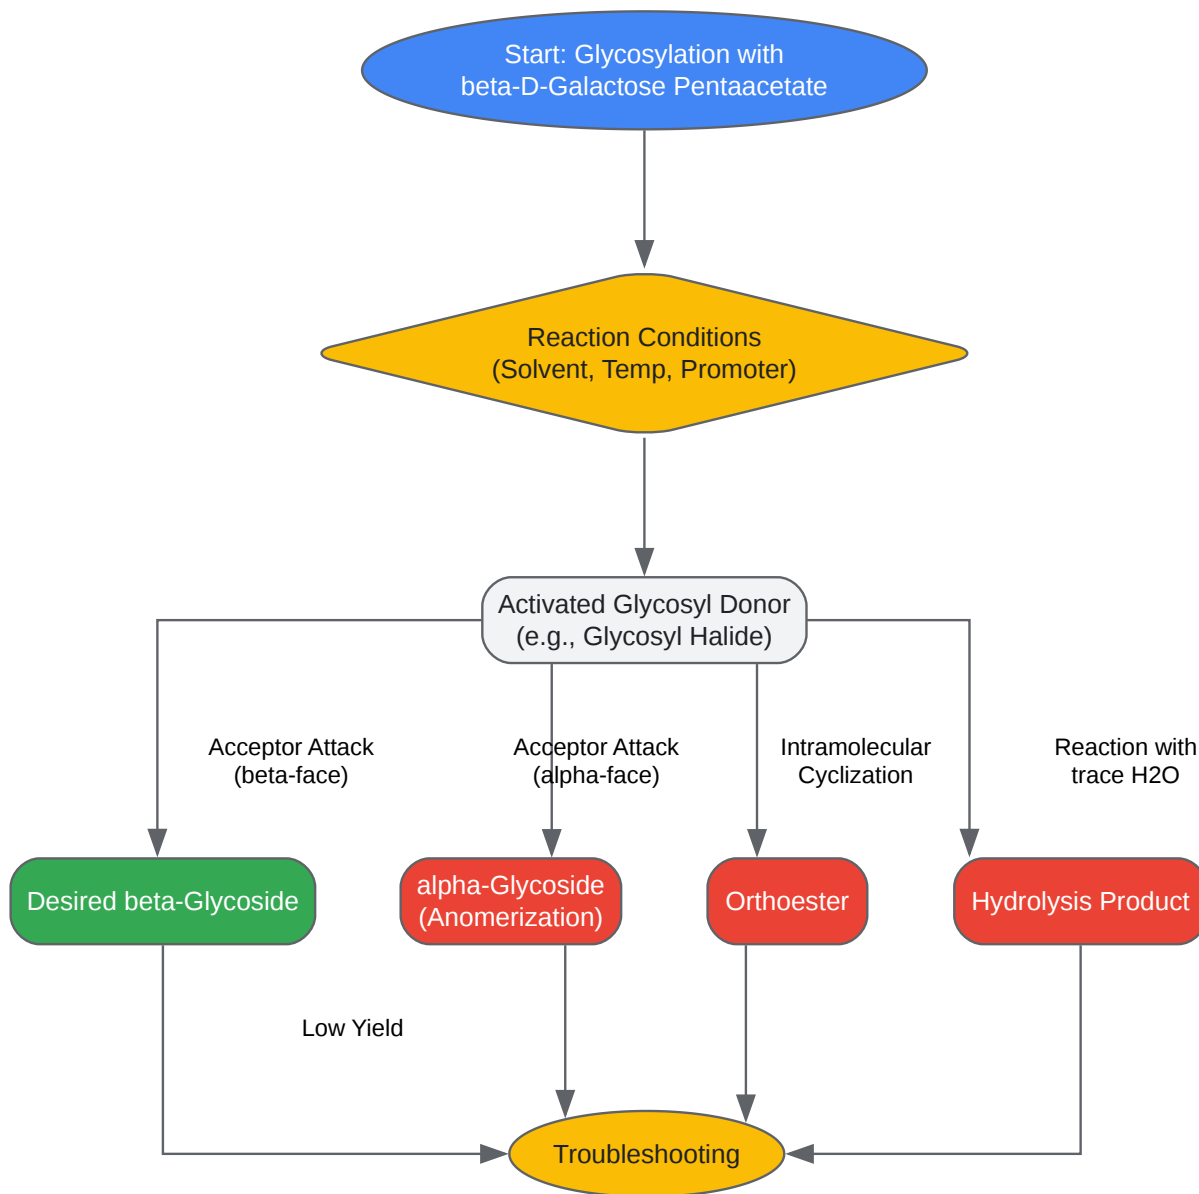 Start: Glycosylation with
beta-D-Galactose Pentaacetate
Reaction Conditions
(Solvent, Temp, Promoter)
Activated Glycosyl Donor
(e.g., Glycosyl Halide)
Acceptor Attack
(beta-face)
Acceptor Attack
(alpha-face)
Intramolecular
Cyclization
Reaction with
trace H2O
Desired beta-Glycoside
alpha-Glycoside
(Anomerization)
Orthoester
Hydrolysis Product
Low Yield
Troubleshooting